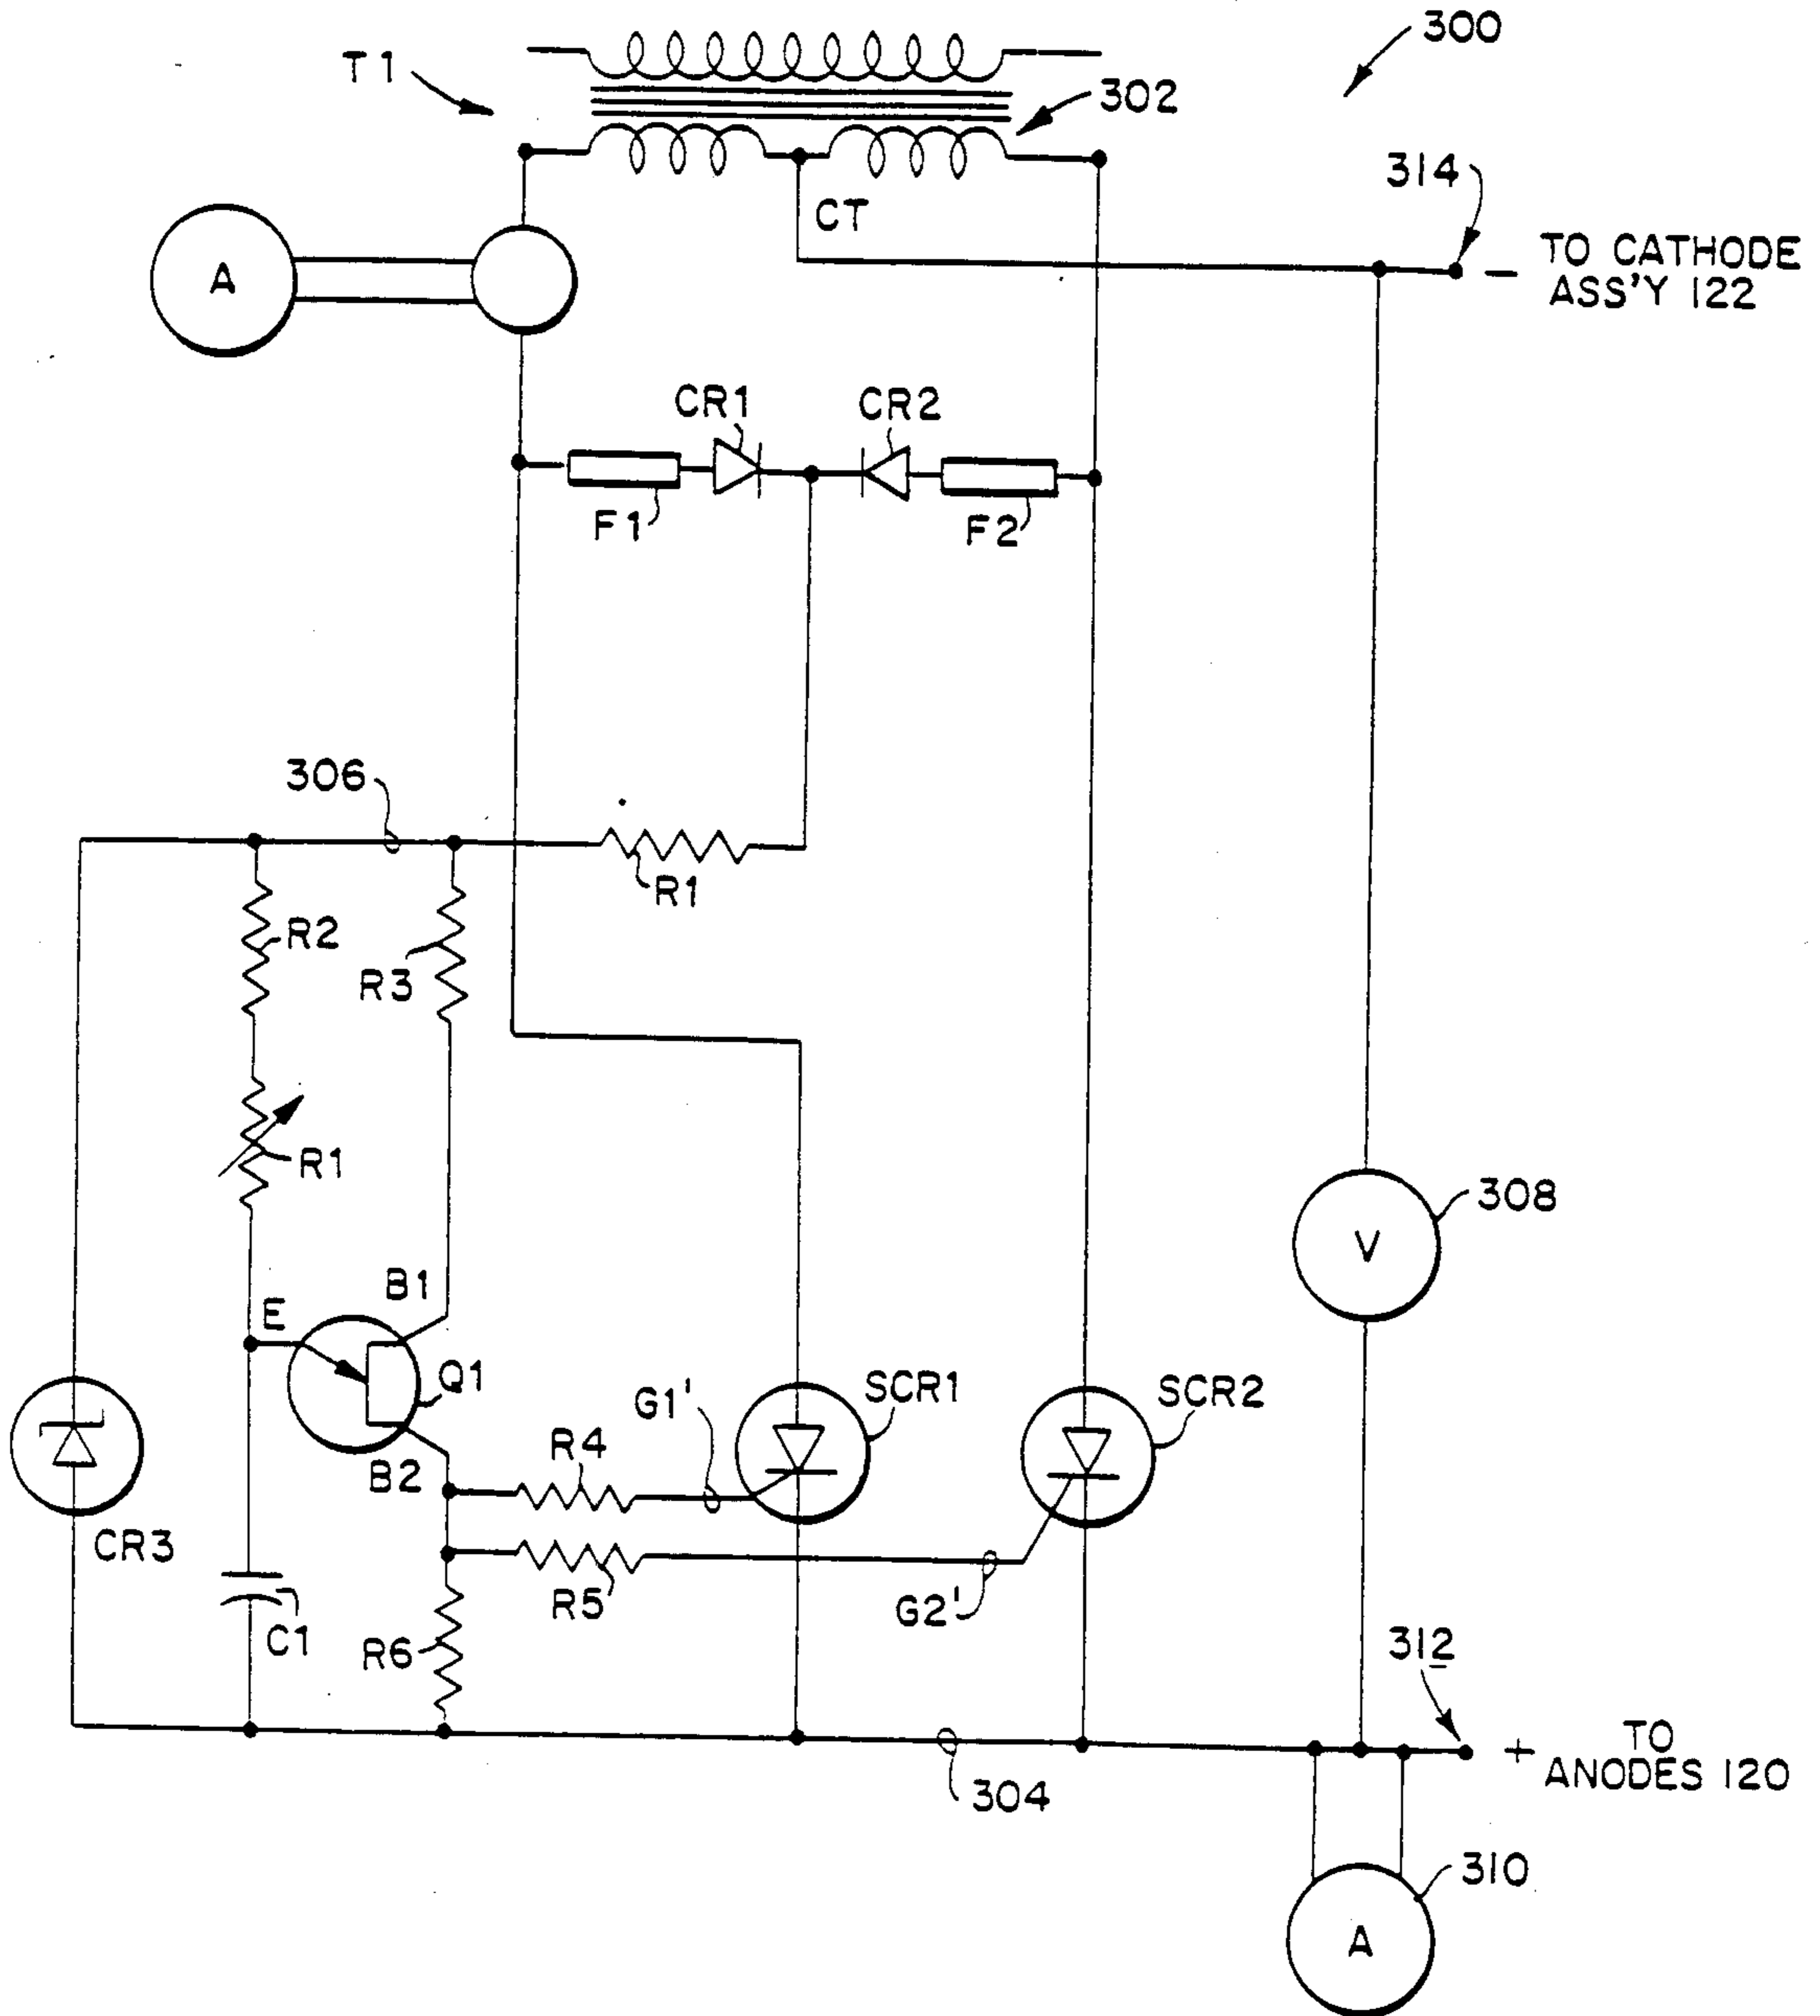 300
T1
302
314
CT
A
− TO CATHODE
ASS'Y 122
CR1
CR2
F1
F2
306
R1
R2
R3
R1
308
V
B1
E
Q1
SCR1
SCR2
G1'
R4
B2
CR3
R5
G2'
C1
R6
312
+ TO
ANODES 120
304
310
A